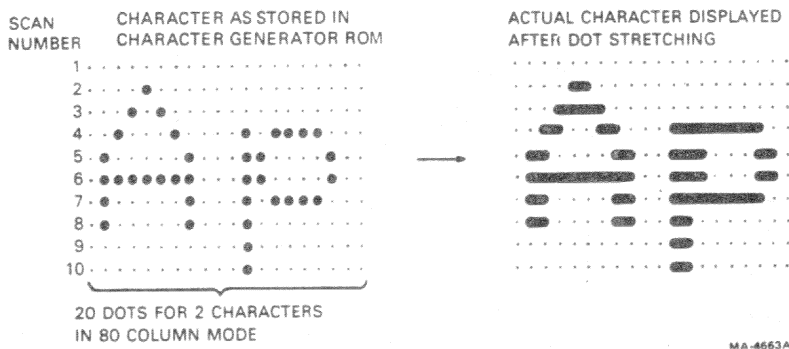 SCAN
NUMBER
CHARACTER AS STORED IN
CHARACTER GENERATOR ROM
1
2
3
4
5
6
7
8
9
10
20 DOTS FOR 2 CHARACTERS
IN 80 COLUMN MODE
ACTUAL CHARACTER DISPLAYED
AFTER DOT STRETCHING
MA-4663A